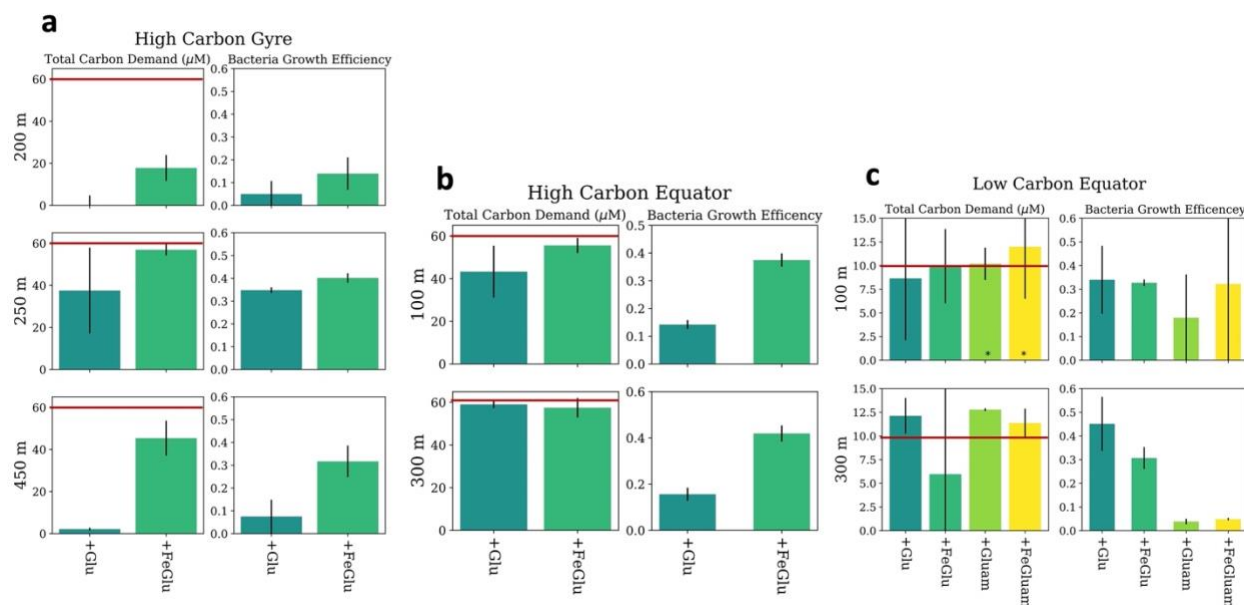 a
High Carbon Gyre
Total Carbon Demand (μM) Bacteria Growth Efficiency
200 m
60
40
20
0
0.6
0.5
0.4
0.3
0.2
0.1
0.0
250 m
60
40
20
0
0.6
0.5
0.4
0.3
0.2
0.1
0.0
450 m
60
40
20
0
0.6
0.5
0.4
0.3
0.2
0.1
0.0
+Glu
+FeGlu
+Glu
+FeGlu
b
High Carbon Equator
Total Carbon Demand (μM) Bacteria Growth Efficency
100 m
60
40
20
0
0.5
0.4
0.3
0.2
0.1
0.0
300 m
60
40
20
0
0.4
0.2
0.0
+Glu
+FeGlu
+Glu
+FeGlu
c
Low Carbon Equator
Total Carbon Demand (μM) Bacteria Growth Efficencey
100 m
15.0
12.5
10.0
7.5
5.0
2.5
0.0
* *
0.6
0.5
0.4
0.3
0.2
0.1
0.0
300 m
15.0
12.5
10.0
7.5
5.0
2.5
0.0
0.6
0.5
0.4
0.3
0.2
0.1
0.0
+Glu
+FeGlu
+Gluam
+FeGluam
+Glu
+FeGlu
+Gluam
+FeGluam